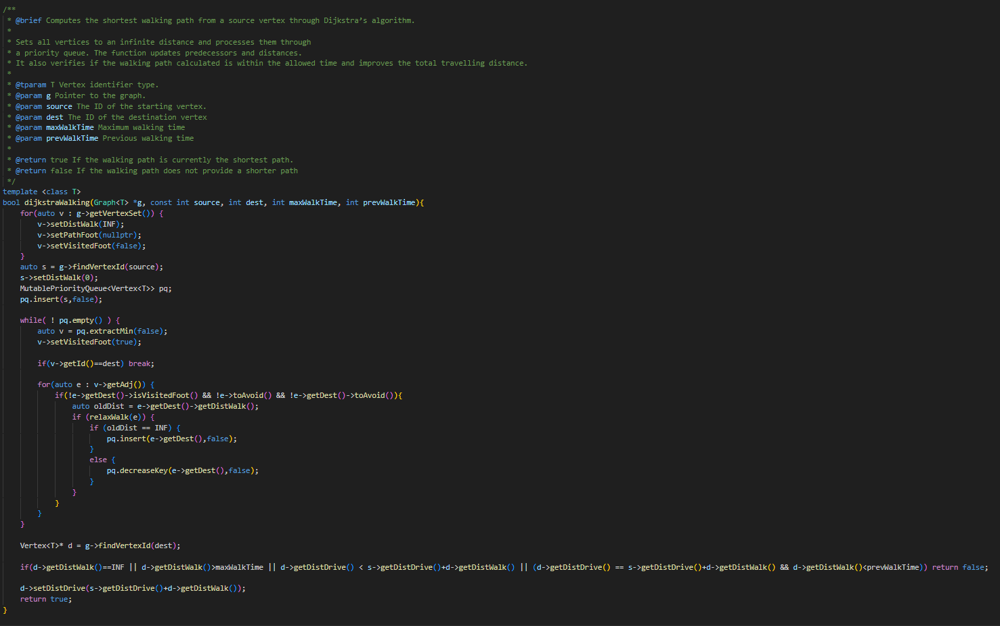 /**
 * @brief Computes the shortest walking path from a source vertex through Dijkstra’s algorithm.
 *
 * Sets all vertices to an infinite distance and processes them through
 * a priority queue. The function updates predecessors and distances.
 * It also verifies if the walking path calculated is within the allowed time and improves the total travelling distance.
 *
 * @tparam T Vertex identifier type.
 * @param g Pointer to the graph.
 * @param source The ID of the starting vertex.
 * @param dest The ID of the destination vertex
 * @param maxWalkTime Maximum walking time
 * @param prevWalkTime Previous walking time
 *
 * @return true If the walking path is currently the shortest path.
 * @return false If the walking path does not provide a shorter path
 */
template <class T>
bool dijkstraWalking(Graph<T> *g, const int source, int dest, int maxWalkTime, int prevWalkTime){
    for(auto v : g->getVertexSet()) {
        v->setDistWalk(INF);
        v->setPathFoot(nullptr);
        v->setVisitedFoot(false);
    }
    auto s = g->findVertexId(source);
    s->setDistWalk(0);
    MutablePriorityQueue<Vertex<T>> pq;
    pq.insert(s,false);

    while( ! pq.empty() ) {
        auto v = pq.extractMin(false);
        v->setVisitedFoot(true);

        if(v->getId()==dest) break;

        for(auto e : v->getAdj()) {
            if(!e->getDest()->isVisitedFoot() && !e->toAvoid() && !e->getDest()->toAvoid()){
                auto oldDist = e->getDest()->getDistWalk();
                if (relaxWalk(e)) {
                    if (oldDist == INF) {
                        pq.insert(e->getDest(),false);
                    }
                    else {
                        pq.decreaseKey(e->getDest(),false);
                    }
                }
            }
        }
    }

    Vertex<T>* d = g->findVertexId(dest);

    if(d->getDistWalk()==INF || d->getDistWalk()>maxWalkTime || d->getDistDrive() < s->getDistDrive()+d->getDistWalk() || (d->getDistDrive() == s->getDistDrive()+d->getDistWalk() && d->getDistWalk()<prevWalkTime)) return false;

    d->setDistDrive(s->getDistDrive()+d->getDistWalk());
    return true;
}